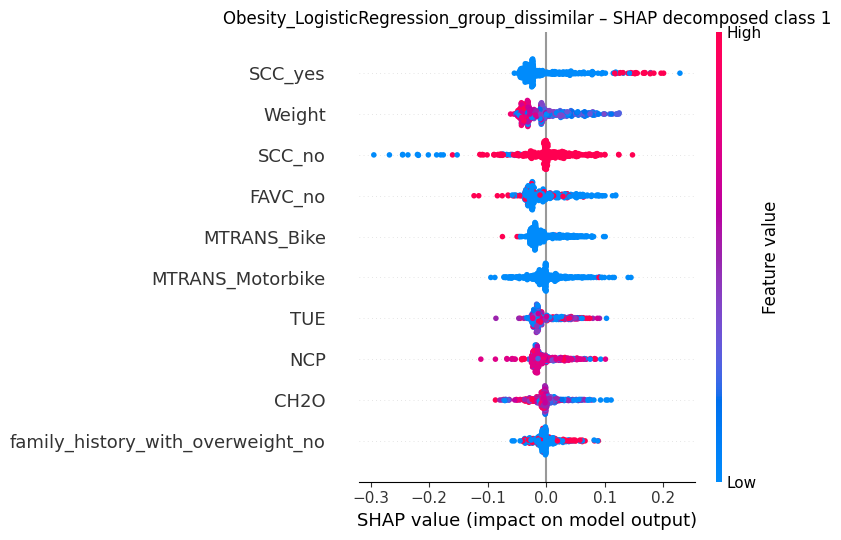 Obesity_LogisticRegression_group_dissimilar – SHAP decomposed class 1
High
SCC_yes
Weight
SCC_no
FAVC_no
MTRANS_Bike
MTRANS_Motorbike
TUE
NCP
CH2O
family_history_with_overweight_no
Feature value
Low
−0.3 −0.2 −0.1 0.0 0.1 0.2
SHAP value (impact on model output)